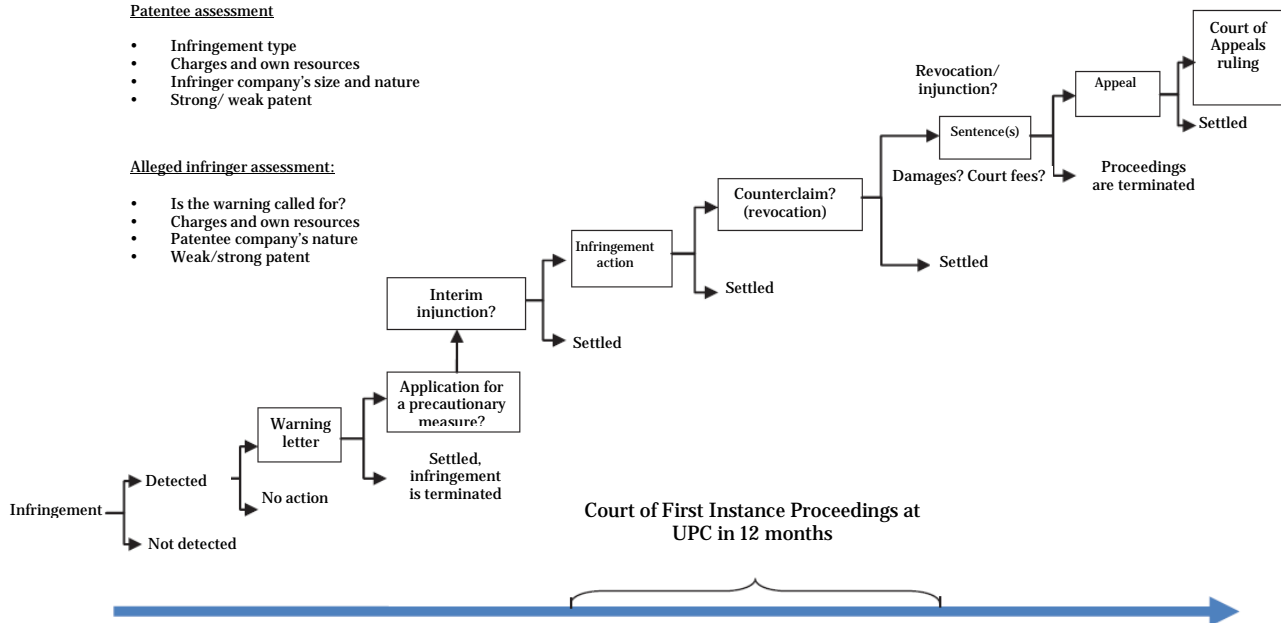 Patentee assessment
• Infringement type
• Charges and own resources
• Infringer company's size and nature
• Strong/ weak patent
Alleged infringer assessment:
• Is the warning called for?
• Charges and own resources
• Patentee company's nature
• Weak/strong patent
Infringement
Detected
Not detected
Warning
letter
No action
Application for
a precautionary
measure?
Settled,
infringement
is terminated
Interim
injunction?
Settled
Infringement
action
Settled
Counterclaim?
(revocation)
Settled
Revocation/
injunction?
Sentence(s)
Damages? Court fees?
Appeal
Proceedings
are terminated
Court of
Appeals
ruling
Settled
Court of First Instance Proceedings at
UPC in 12 months